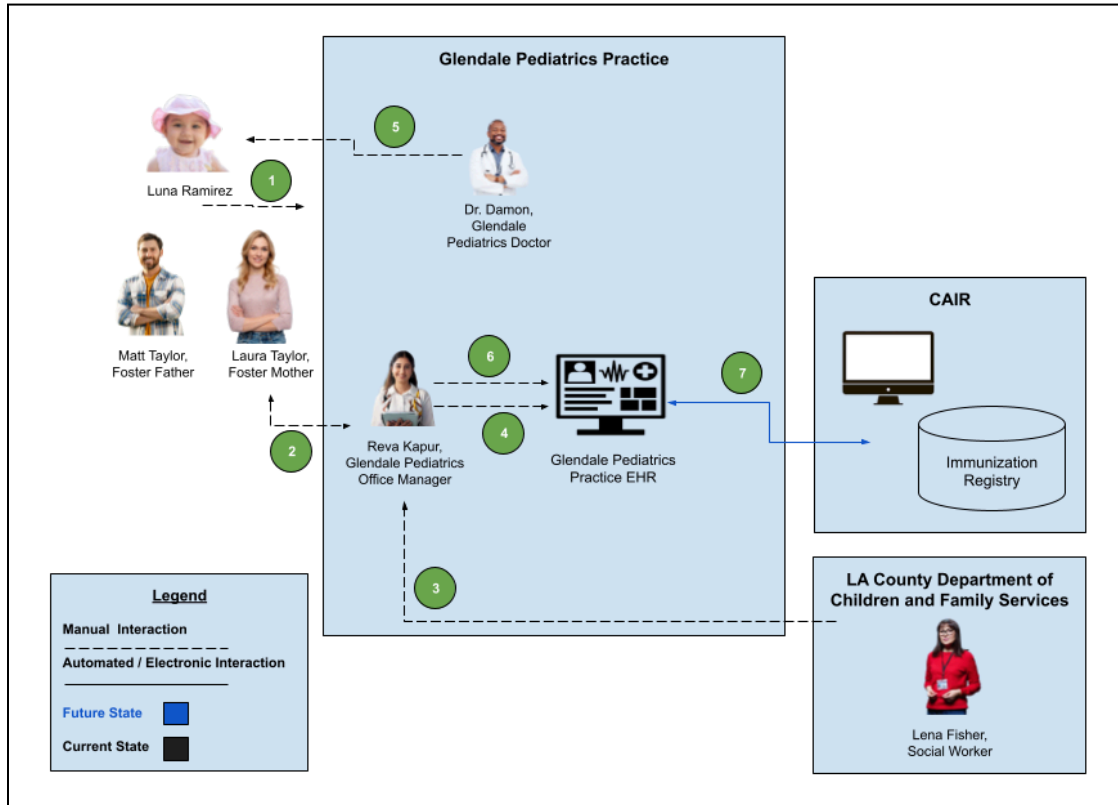 Glendale Pediatrics Practice
5
Luna Ramirez
1
Dr. Damon,
Glendale
Pediatrics Doctor
Matt Taylor,
Foster Father
Laura Taylor,
Foster Mother
CAIR
6
7
4
2
Reva Kapur,
Glendale Pediatrics
Office Manager
Glendale Pediatrics
Practice EHR
Immunization
Registry
3
Legend
Manual Interaction
Automated / Electronic Interaction
Future State
Current State
LA County Department of
Children and Family Services
Lena Fisher,
Social Worker